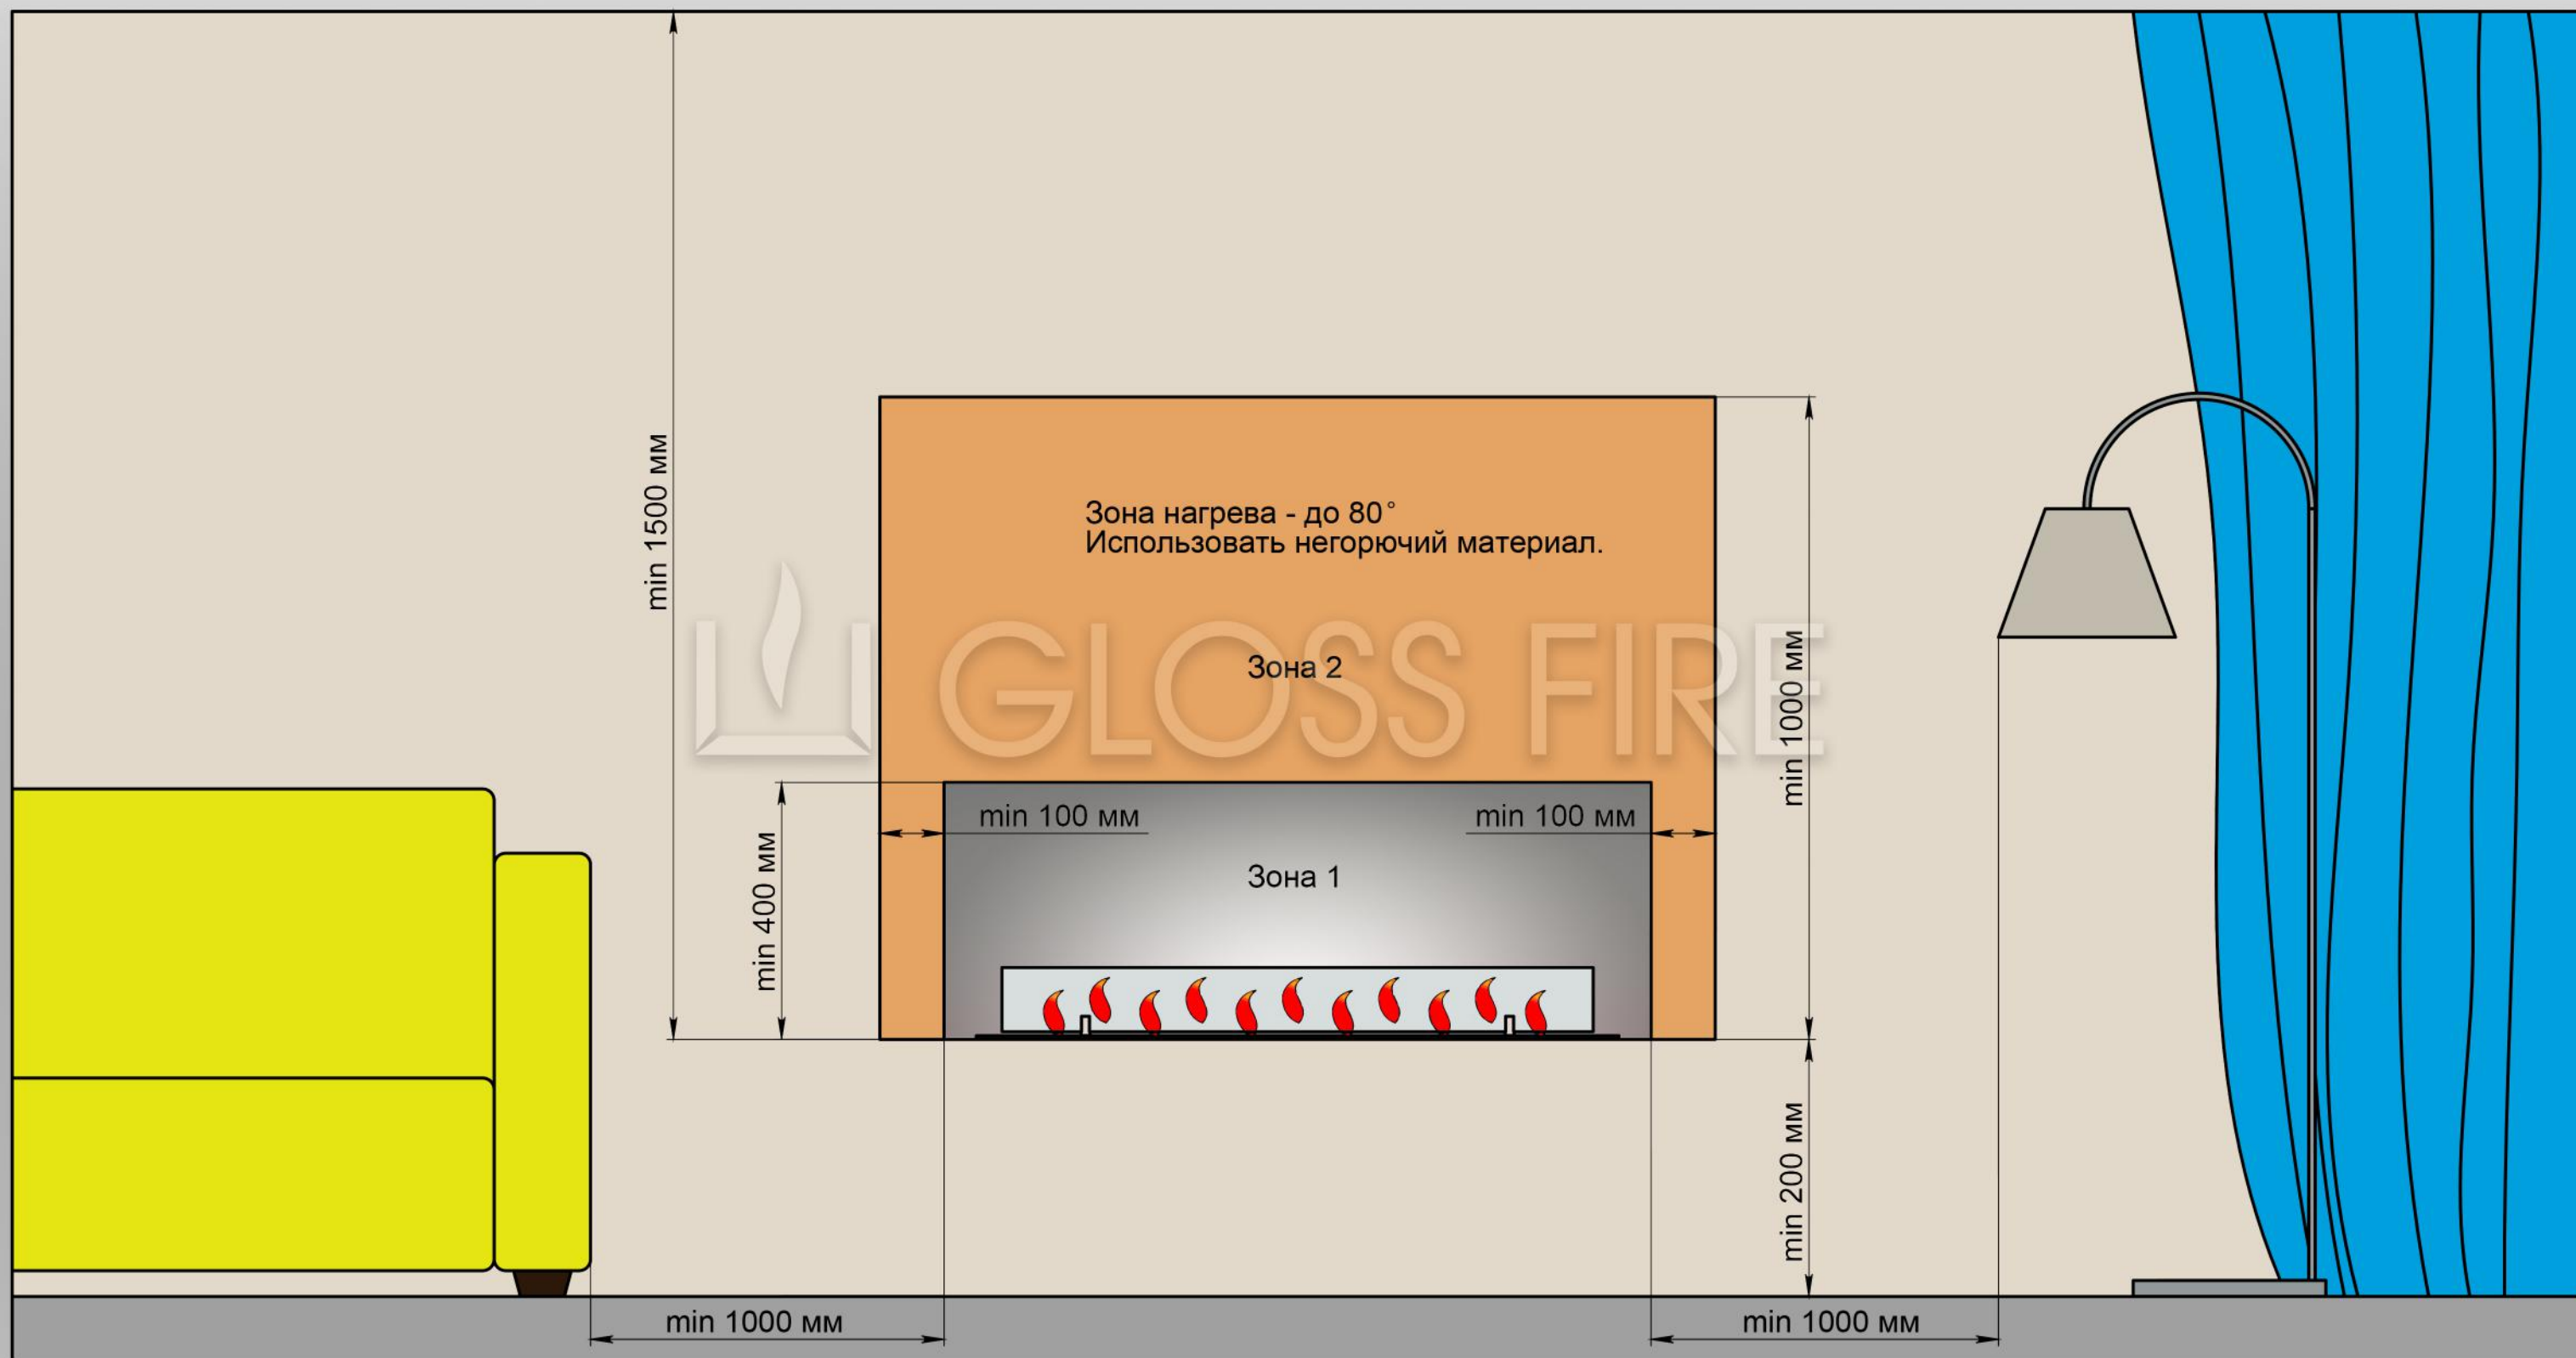 min 1500 мм
Зона нагрева - до 80°
Использовать негорючий материал.
GLOSS FIRE
Зона 2
min 1000 мм
min 100 мм
min 100 мм
min 400 мм
Зона 1
min 200 мм
min 1000 мм
min 1000 мм